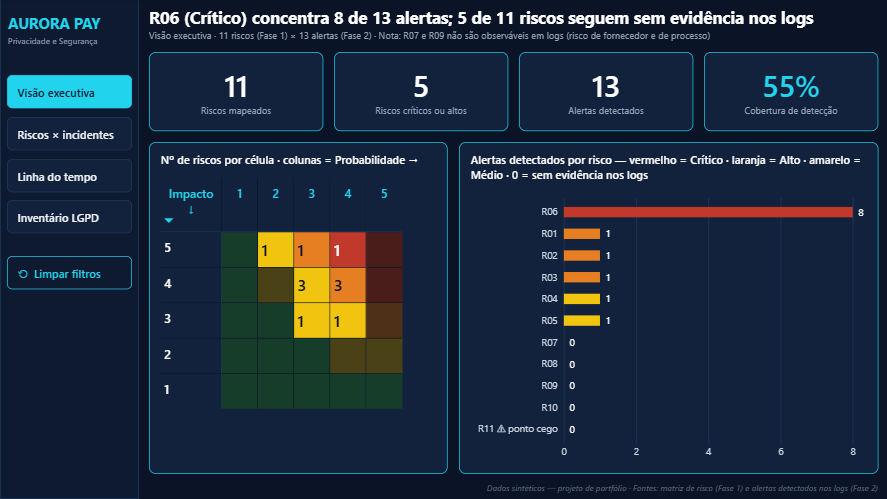 AURORA PAY
Privacidade e Segurança
Visão executiva
Riscos × incidentes
Linha do tempo
Inventário LGPD
Limpar filtros
R06 (Crítico) concentra 8 de 13 alertas; 5 de 11 riscos seguem sem evidência nos logs
Visão executiva · 11 riscos (Fase 1) × 13 alertas (Fase 2) · Nota: R07 e R09 não são observáveis em logs (risco de fornecedor e de processo)
11
Riscos mapeados
5
Riscos críticos ou altos
13
Alertas detectados
55%
Cobertura de detecção
Nº de riscos por célula · colunas = Probabilidade →
Impacto ↓ 1 2 3 4 5
5 1 1 1
4 3 3
3 1 1
2
1
Alertas detectados por risco — vermelho = Crítico · laranja = Alto · amarelo =
Médio · 0 = sem evidência nos logs
R06 8
R01 1
R02 1
R03 1
R04 1
R05 1
R07 0
R08 0
R09 0
R10 0
R11 ⚠ ponto cego 0
0 2 4 6 8
Dados sintéticos — projeto de portfólio · Fontes: matriz de risco (Fase 1) e alertas detectados nos logs (Fase 2)